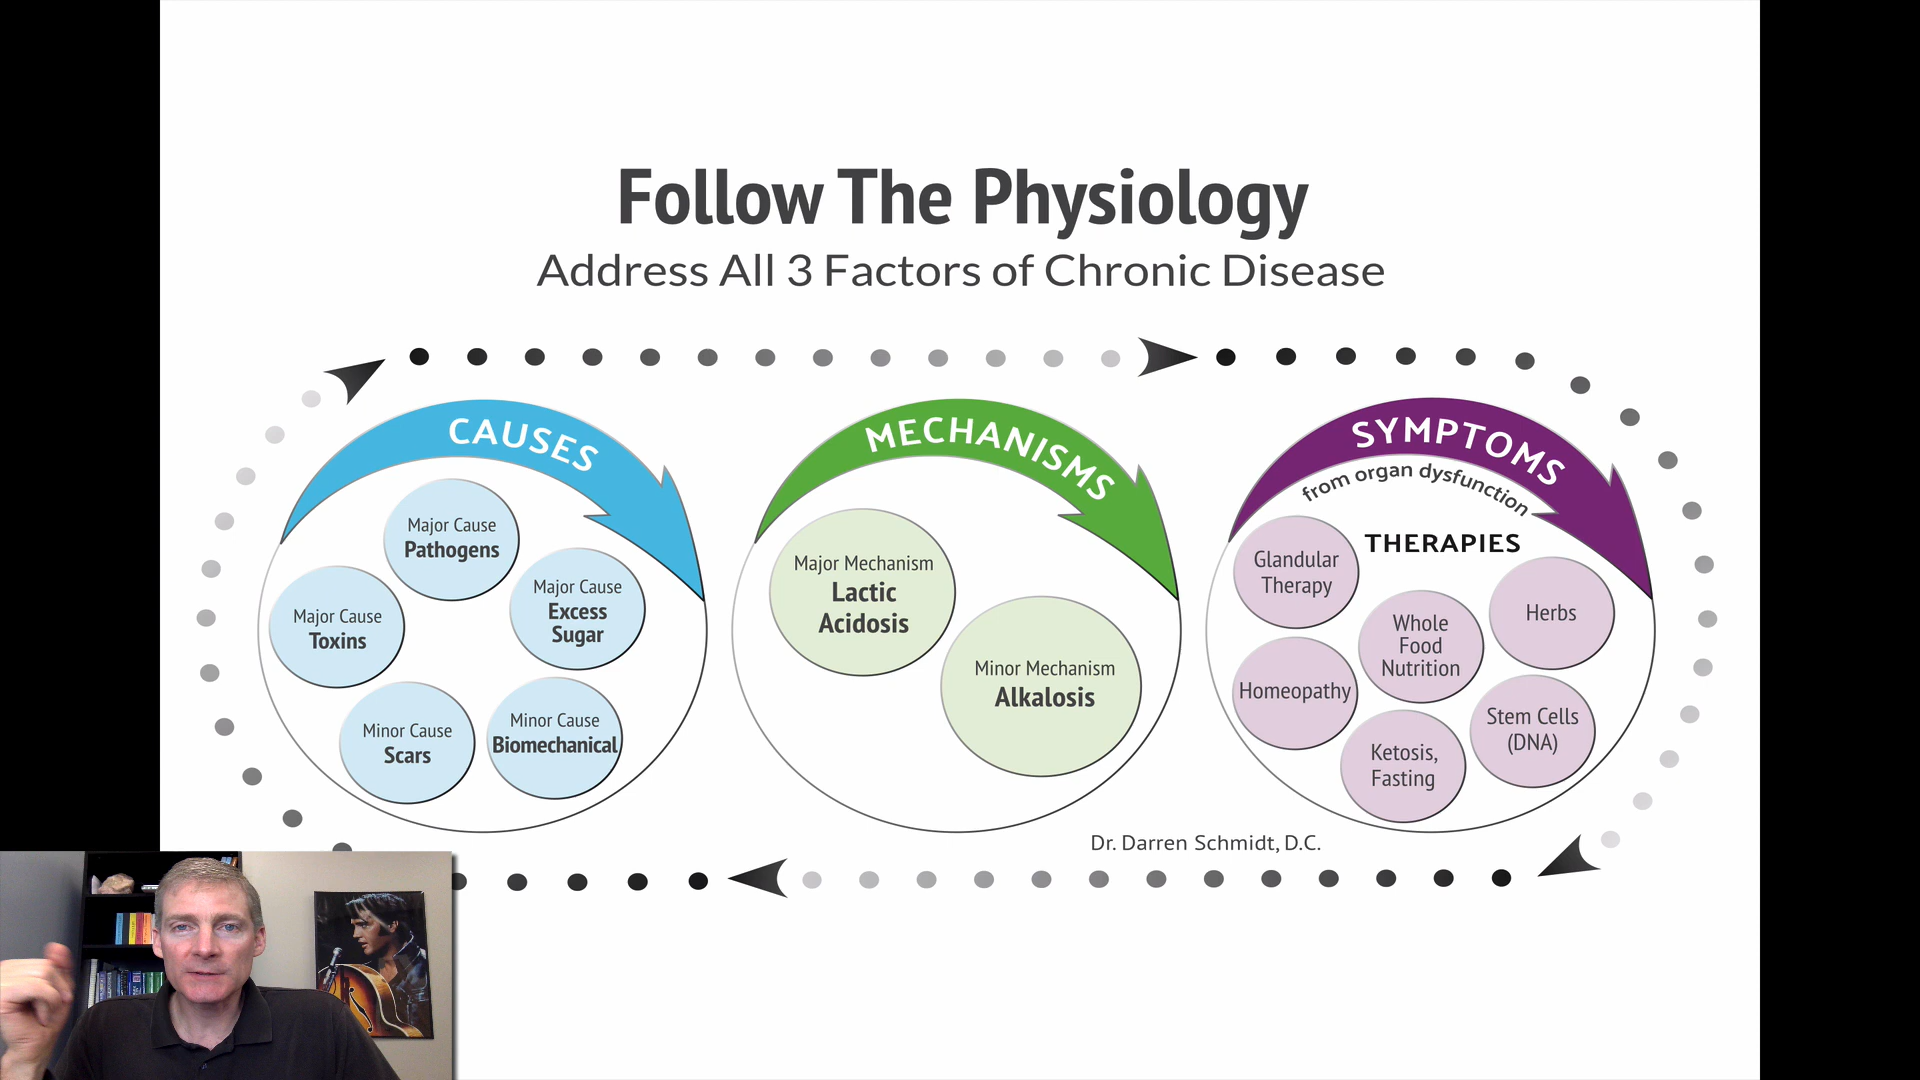 Follow The Physiology
Address All 3 Factors of Chronic Disease
CAUSES
Major Cause
Pathogens
Major Cause
Excess
Sugar
Major Cause
Toxins
Minor Cause
Scars
Minor Cause
Biomechanical
MECHANISMS
Major Mechanism
Lactic
Acidosis
Minor Mechanism
Alkalosis
SYMPTOMS
from organ dysfunction
THERAPIES
Glandular
Therapy
Whole
Food
Nutrition
Herbs
Homeopathy
Stem Cells
(DNA)
Ketosis,
Fasting
Dr. Darren Schmidt, D.C.